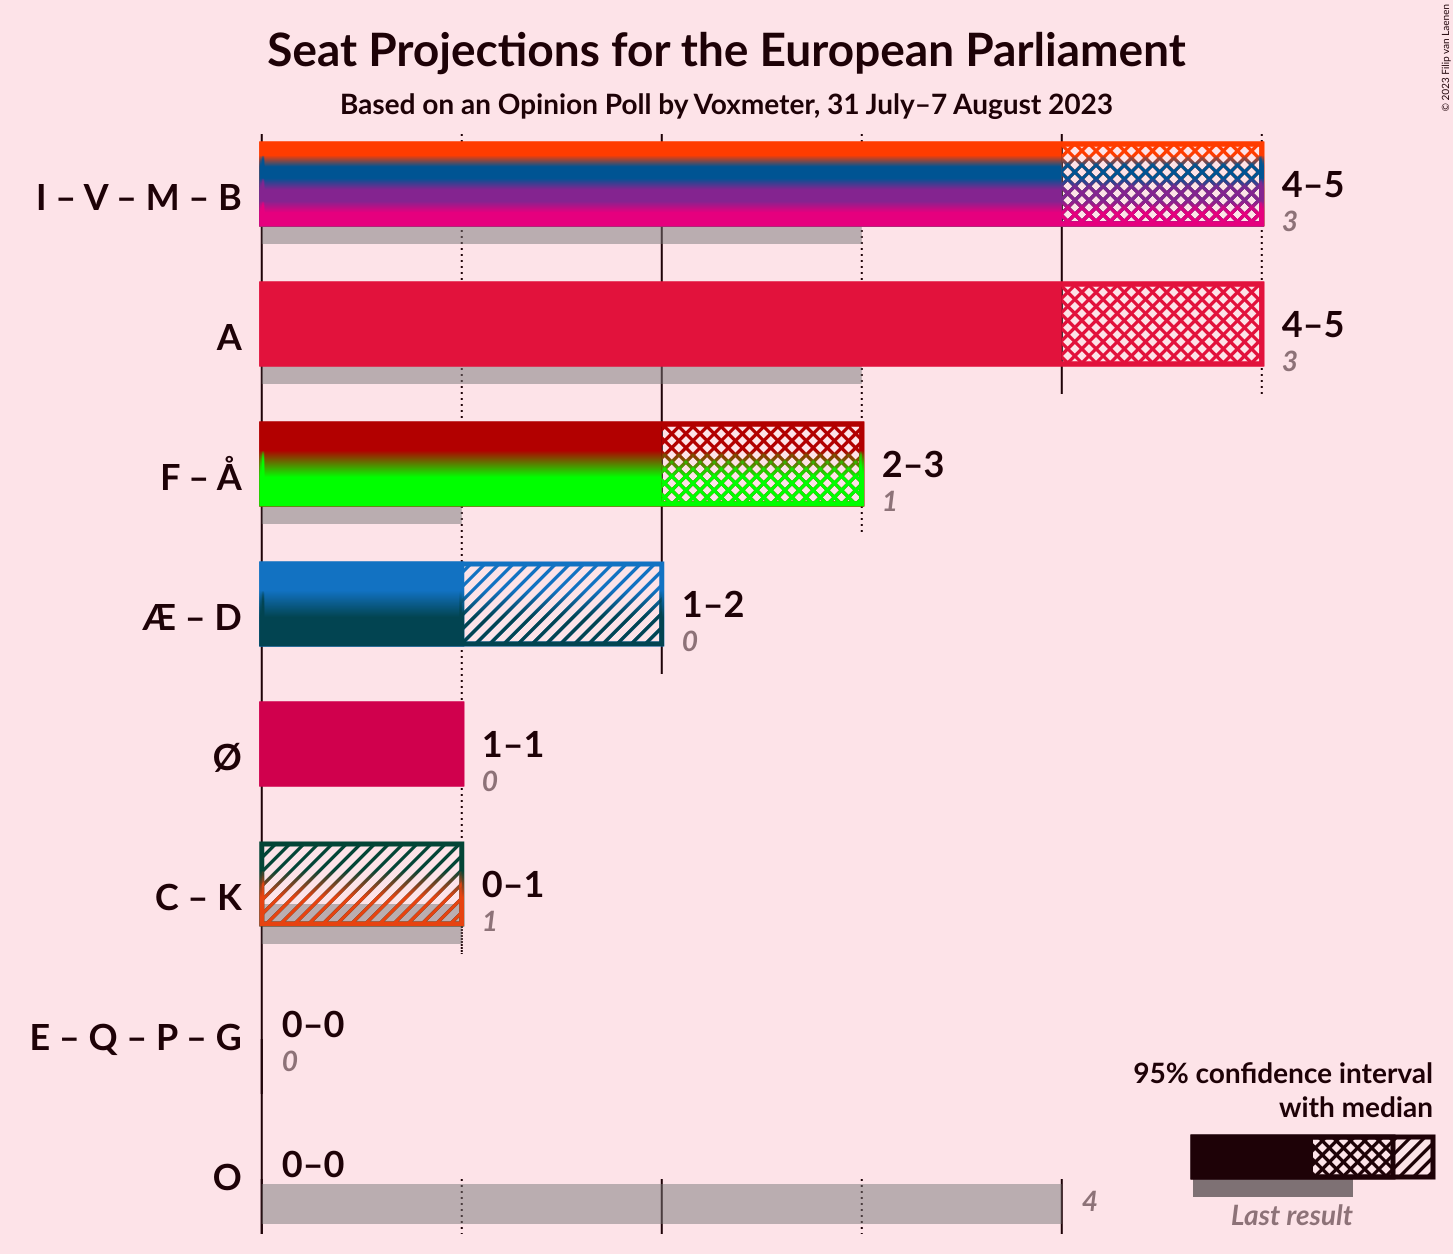 Seat Projections for the European Parliament
Based on an Opinion Poll by Voxmeter, 31 July–7 August 2023
© 2023 Filip van Laenen
I – V – M – B
4–5
3
A
4–5
3
F – Å
2–3
1
Æ – D
1–2
0
Ø
1–1
0
C – K
0–1
1
E – Q – P – G
0–0
0
O
0–0
4
95% confidence interval
with median
Last result